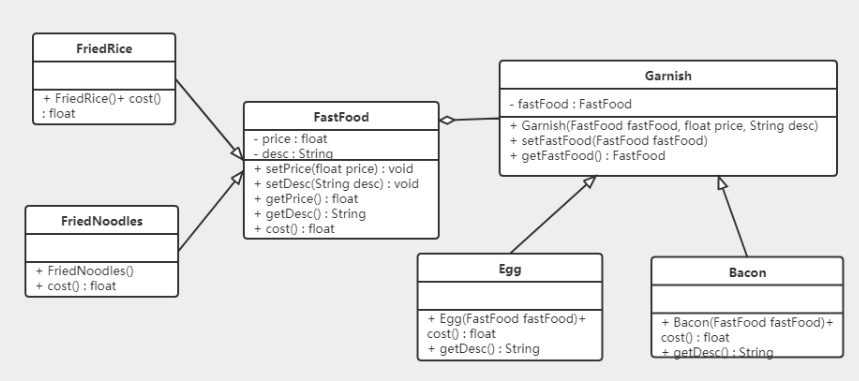 FriedRice
+ FriedRice()+ cost()
: float
FastFood
- price : float
- desc : String
+ setPrice(float price) : void
+ setDesc(String desc) : void
+ getPrice() : float
+ getDesc() : String
+ cost() : float
Garnish
- fastFood : FastFood
+ Garnish(FastFood fastFood, float price, String desc)
+ setFastFood(FastFood fastFood)
+ getFastFood() : FastFood
FriedNoodles
+ FriedNoodles()
+ cost() : float
Egg
+ Egg(FastFood fastFood)+
cost() : float
+ getDesc() : String
Bacon
+ Bacon(FastFood fastFood)+
cost() : float
+ getDesc() : String